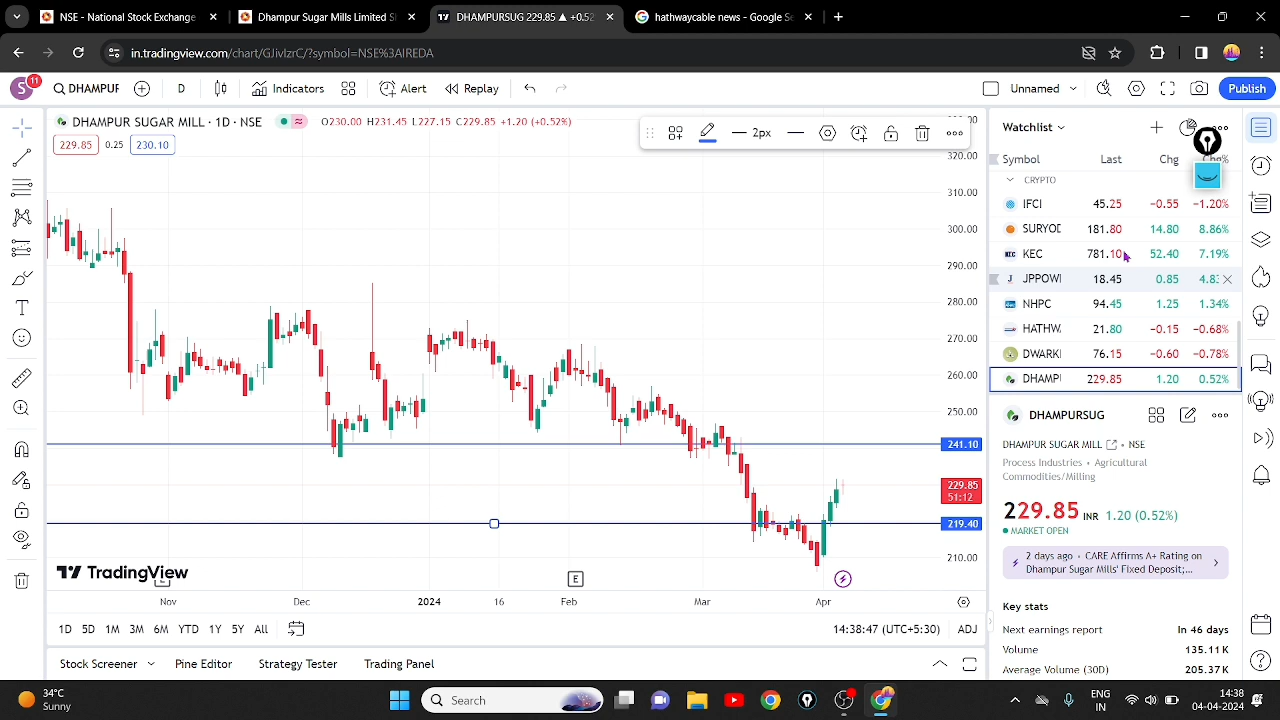 NSE - National Stock Exchange
Dhampur Sugar Mills Limited S
DHAMPURSUG 229.85 ▲ +0.52
hathwaycable news - Google Se
in.tradingview.com/chart/GJivIzrC/?symbol=NSE%3AIREDA
S 11 DHAMPUR D Indicators Alert Replay Unnamed Publish
DHAMPUR SUGAR MILL · 1D · NSE O230.00 H231.45 L227.15 C229.85 +1.20 (+0.52%)
229.85 0.25 230.10
2px
320.00
310.00
300.00
290.00
280.00
270.00
260.00
250.00
241.10
229.85
51:12
219.40
210.00
TradingView
E
Nov Dec 2024 16 Feb Mar Apr
1D 5D 1M 3M 6M YTD 1Y 5Y All 14:38:47 (UTC+5:30) ADJ
Stock Screener Pine Editor Strategy Tester Trading Panel
Watchlist
Symbol Last Chg Chg%
CRYPTO
IFCI 45.25 −0.55 −1.20%
SURYOD 181.80 14.80 8.86%
KEC KEC 781.10 52.40 7.19%
J JPPOWI 18.45 0.85 4.83
NHPC 94.45 1.25 1.34%
HATHW. 21.80 −0.15 −0.68%
DWARKI 76.15 −0.60 −0.78%
DHAMPI 229.85 1.20 0.52%
DHAMPURSUG
DHAMPUR SUGAR MILL • NSE
Process Industries • Agricultural
Commodities/Milling
229.85 INR 1.20 (0.52%)
MARKET OPEN
2 days ago • CARE Affirms A+ Rating on
Dhampur Sugar Mills' Fixed Deposit;...
Key stats
Next earnings report In 46 days
Volume 135.11 K
Average Volume (30D) 205.37 K
34°C
Sunny
Search
ENG
IN
14:38
04-04-2024